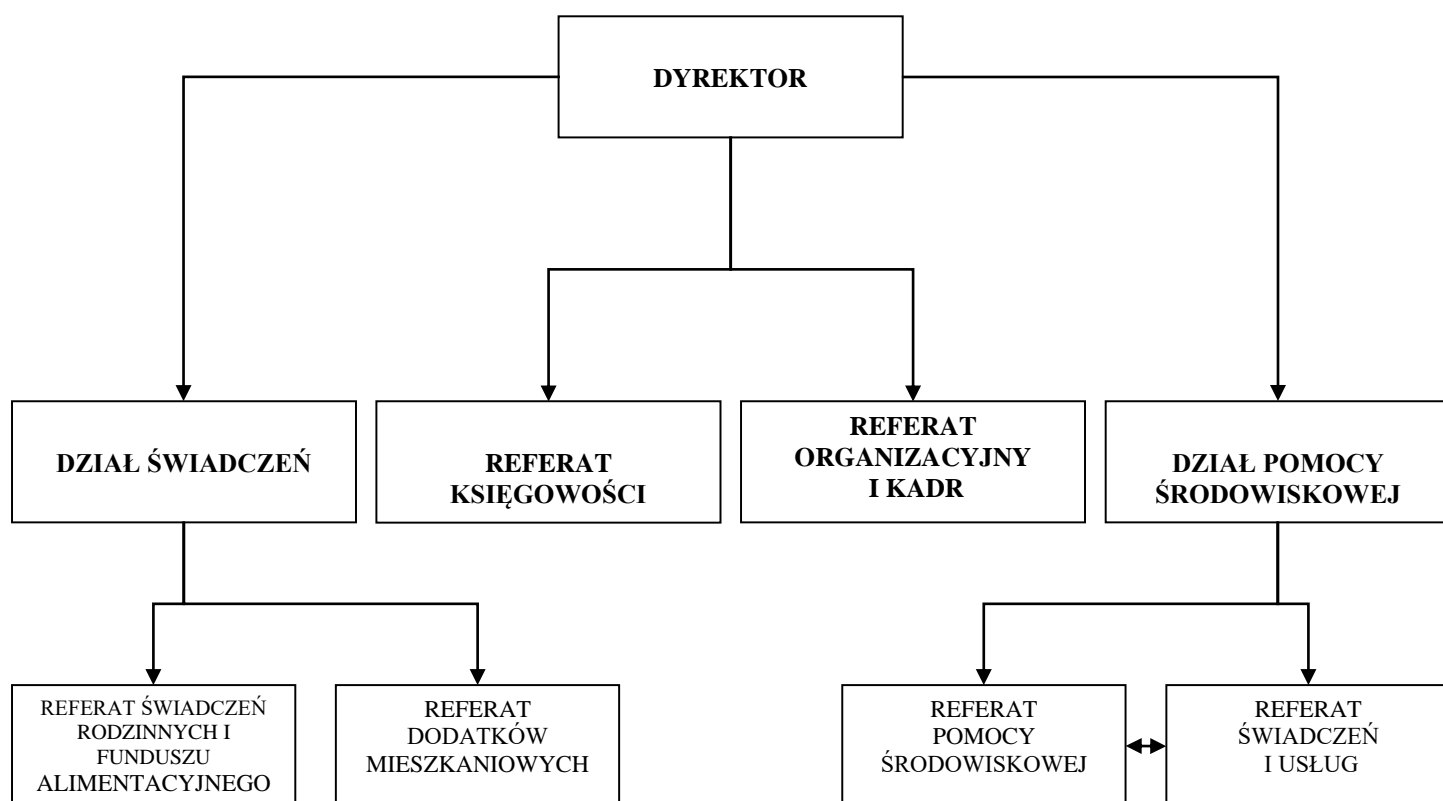 DYREKTOR
DZIAŁ ŚWIADCZEŃ
REFERAT
KSIĘGOWOŚCI
REFERAT
ORGANIZACYJNY
I KADR
DZIAŁ POMOCY
ŚRODOWISKOWEJ
REFERAT ŚWIADCZEŃ
RODZINNYCH I
FUNDUSZU
ALIMENTACYJNEGO
REFERAT
DODATKÓW
MIESZKANIOWYCH
REFERAT
POMOCY
ŚRODOWISKOWEJ
REFERAT
ŚWIADCZEŃ
I USŁUG